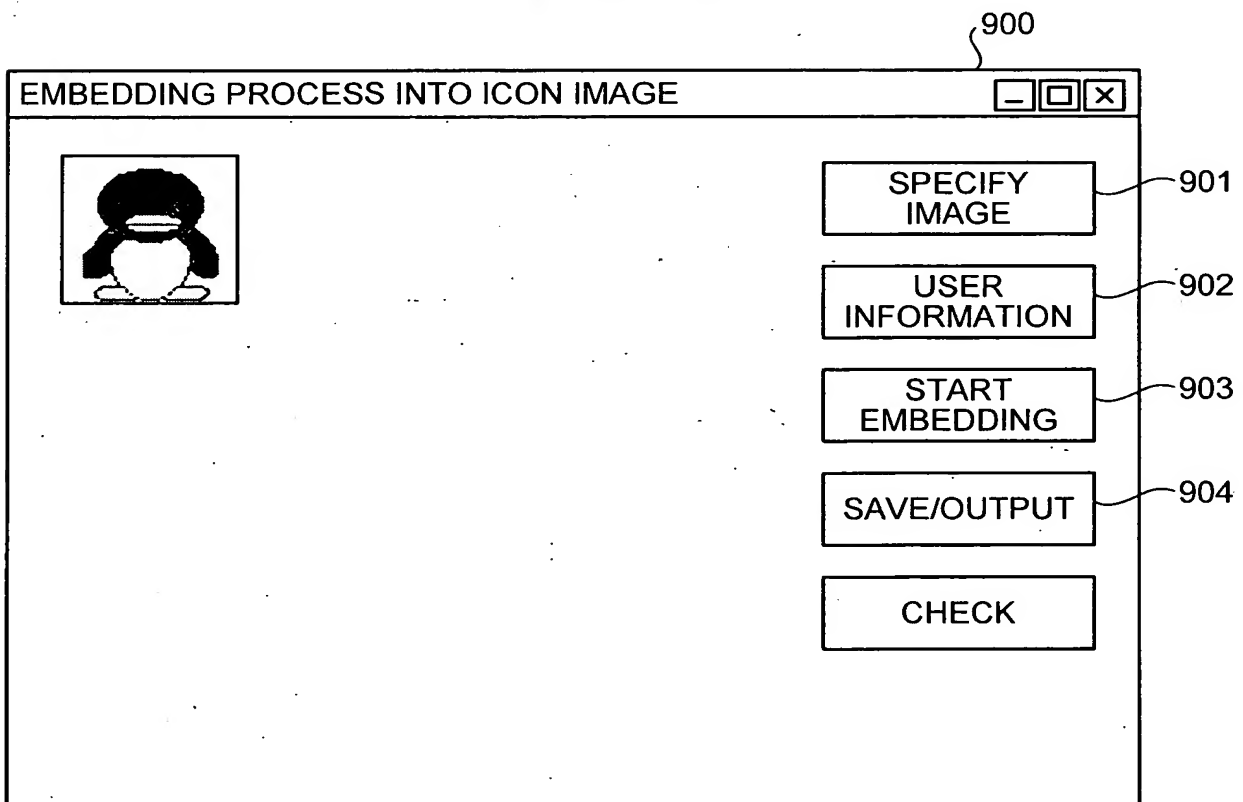 900
EMBEDDING PROCESS INTO ICON IMAGE
SPECIFY
IMAGE
901
USER
INFORMATION
902
START
EMBEDDING
903
SAVE/OUTPUT
904
CHECK